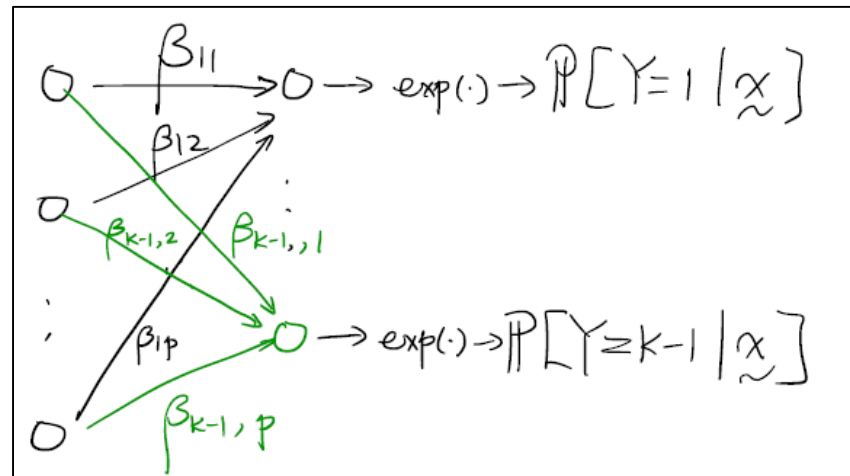 β11
→ exp(·) → ℙ[Y=1 | x̰]
β12
⋮
βk-1,2
βk-1,,1
⋮
β1p
→ exp(·) → ℙ[Y=k-1 | x̰]
βk-1, p